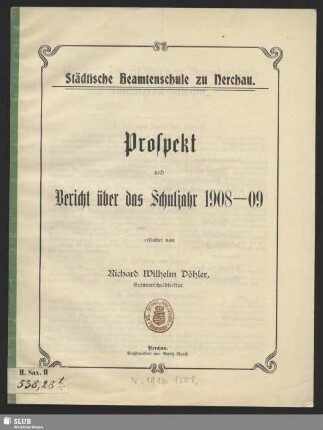 Städtische Beamtenschule zu Nerchau.
Prospekt
und
Bericht über das Schuljahr 1908—09
erstattet von
Richard Wilhelm Döhler,
Beamtenschuldirektor.
Nerchau.
H. Sax. H
538,28
SLUB